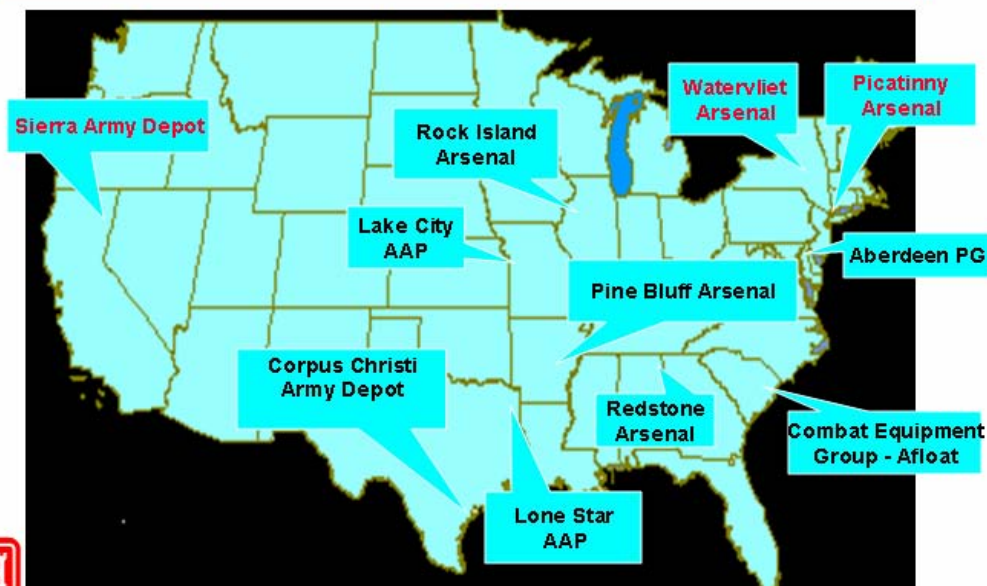 Watervliet
Arsenal
Picatinny
Arsenal
Sierra Army Depot
Rock Island
Arsenal
Lake City
AAP
Aberdeen PG
Pine Bluff Arsenal
Corpus Christi
Army Depot
Redstone
Arsenal
Combat Equipment
Group - Afloat
Lone Star
AAP